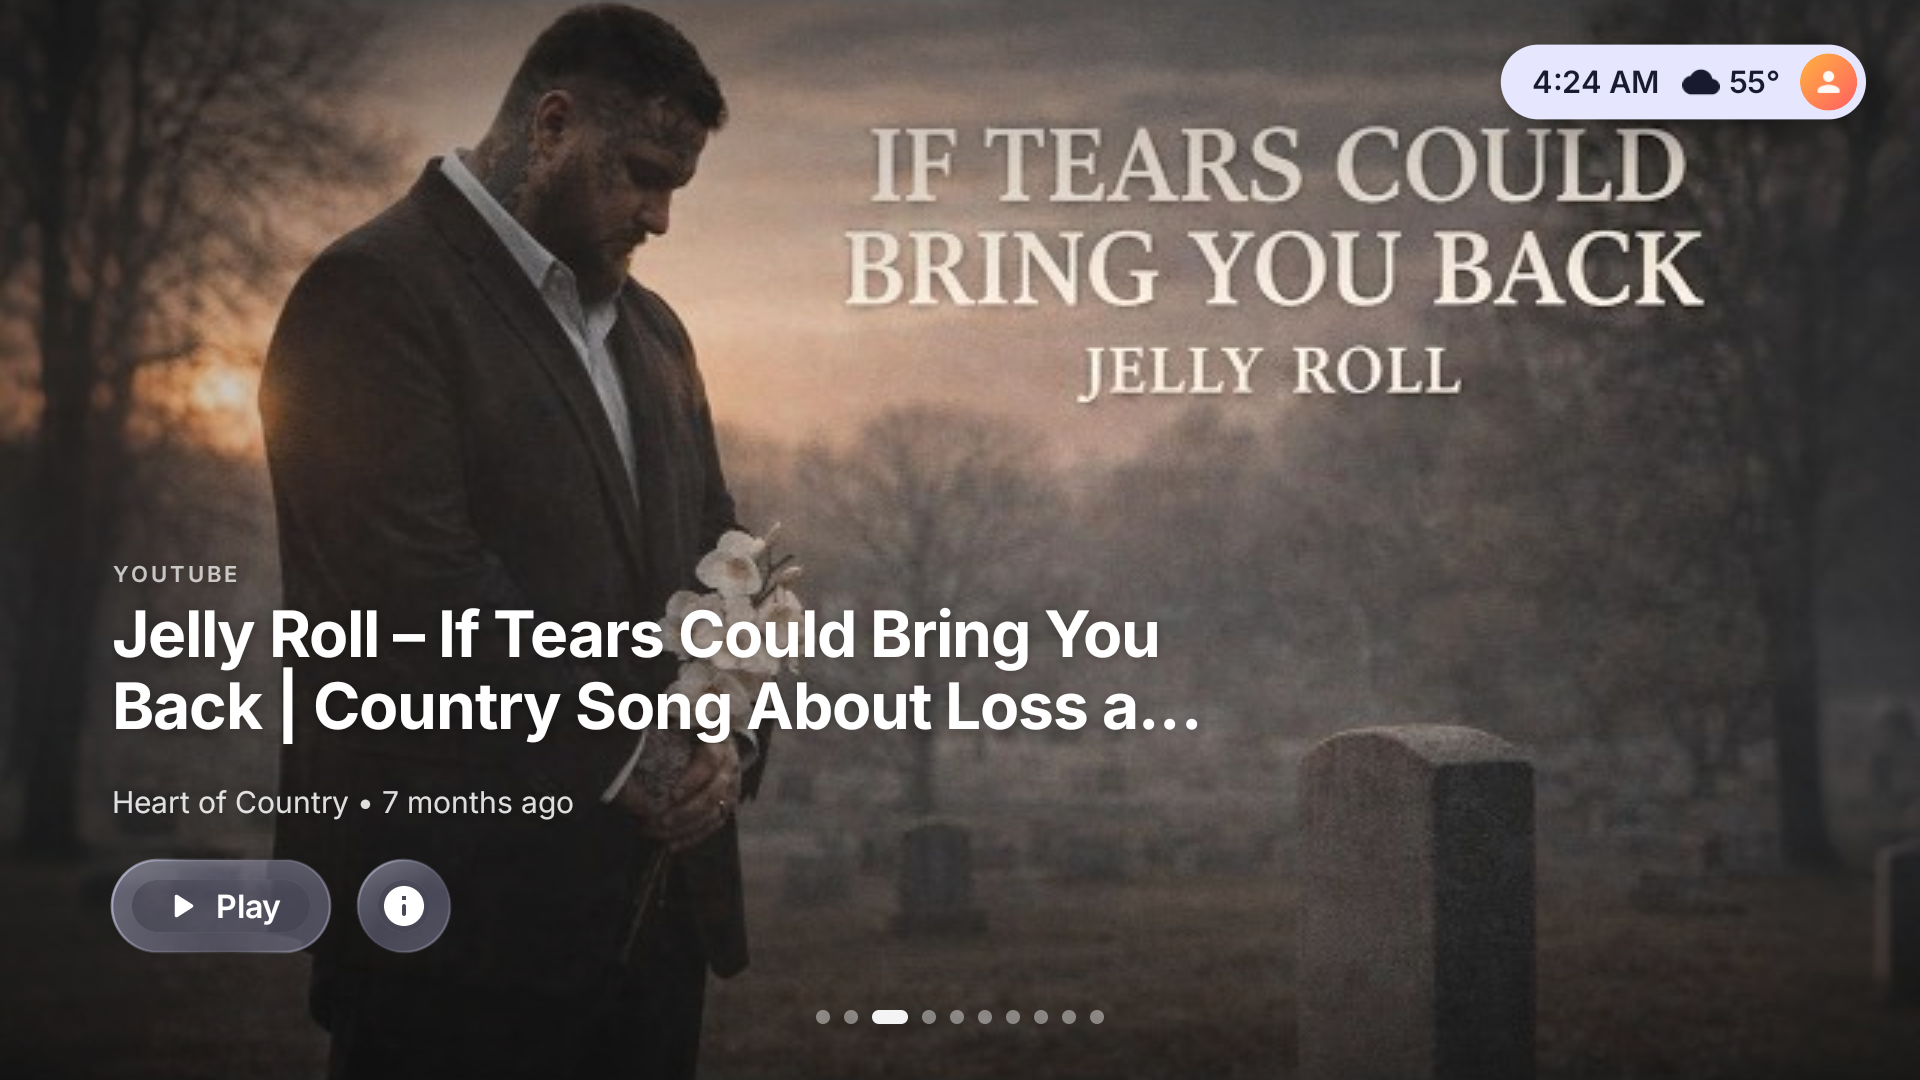 4:24 AM 55°
IF TEARS COULD
BRING YOU BACK
JELLY ROLL
YOUTUBE
Jelly Roll – If Tears Could Bring You
Back | Country Song About Loss a...
Heart of Country • 7 months ago
Play